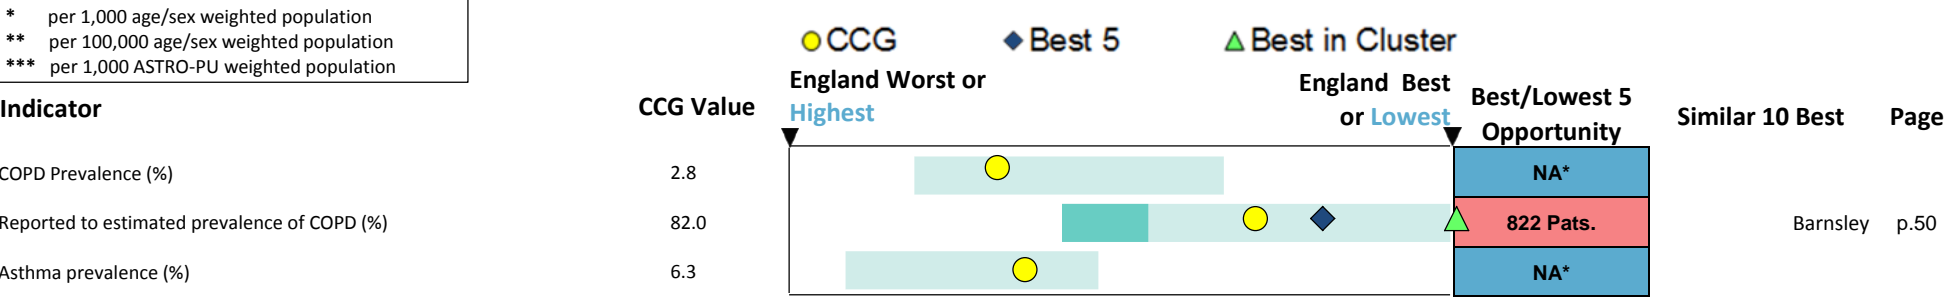 * per 1,000 age/sex weighted population
** per 100,000 age/sex weighted population
*** per 1,000 ASTRO-PU weighted population
CCG Best 5 Best in Cluster
Indicator
CCG Value
England Worst or
Highest
England Best
or Lowest
Best/Lowest 5
Opportunity
Similar 10 Best
Page
COPD Prevalence (%) 2.8 NA*
Reported to estimated prevalence of COPD (%) 82.0 822 Pats. Barnsley p.50
Asthma prevalence (%) 6.3 NA*